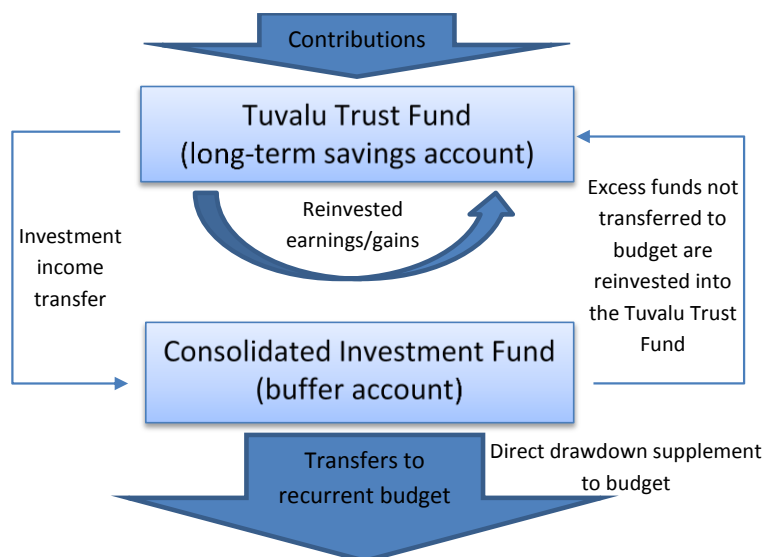 Contributions
Tuvalu Trust Fund
(long-term savings account)
Reinvested
earnings/gains
Investment
income
transfer
Excess funds not
transferred to
budget are
reinvested into
the Tuvalu Trust
Fund
Consolidated Investment Fund
(buffer account)
Transfers to
recurrent budget
Direct drawdown supplement
to budget